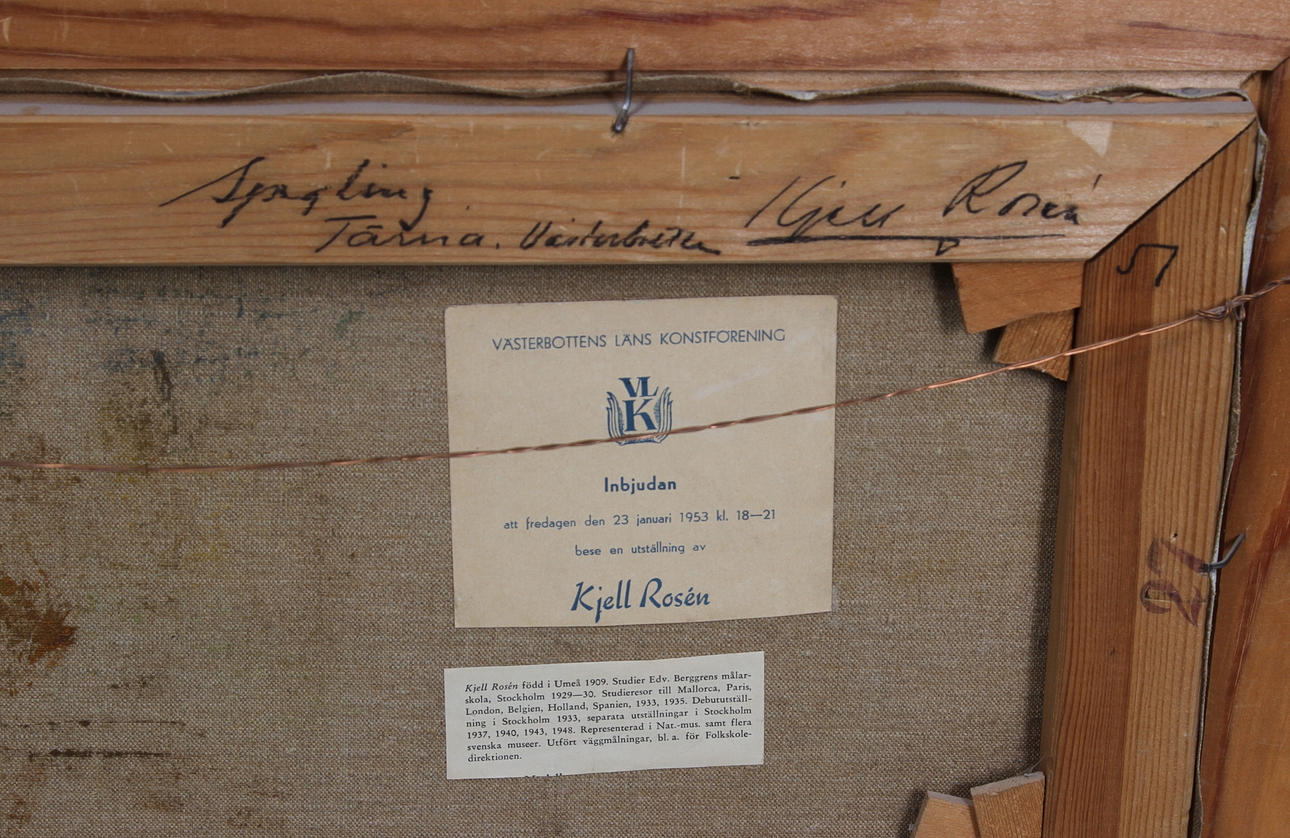 Spegling
Tärna. Västerbotten
Kjell Rosén
5
VÄSTERBOTTENS LÄNS KONSTFÖRENING
VL
K
Inbjudan
att fredagen den 23 januari 1953 kl. 18—21
bese en utställning av
Kjell Rosén
27
Kjell Rosén född i Umeå 1909. Studier Edv. Berggrens målar-
skola, Stockholm 1929—30. Studieresor till Mallorca, Paris,
London, Belgien, Holland, Spanien, 1933, 1935. Debututställ-
ning i Stockholm 1933, separata utställningar i Stockholm
1937, 1940, 1943, 1948. Representerad i Nat.-mus. samt flera
svenska museer. Utfört väggmålningar, bl. a. för Folkskole-
direktionen.